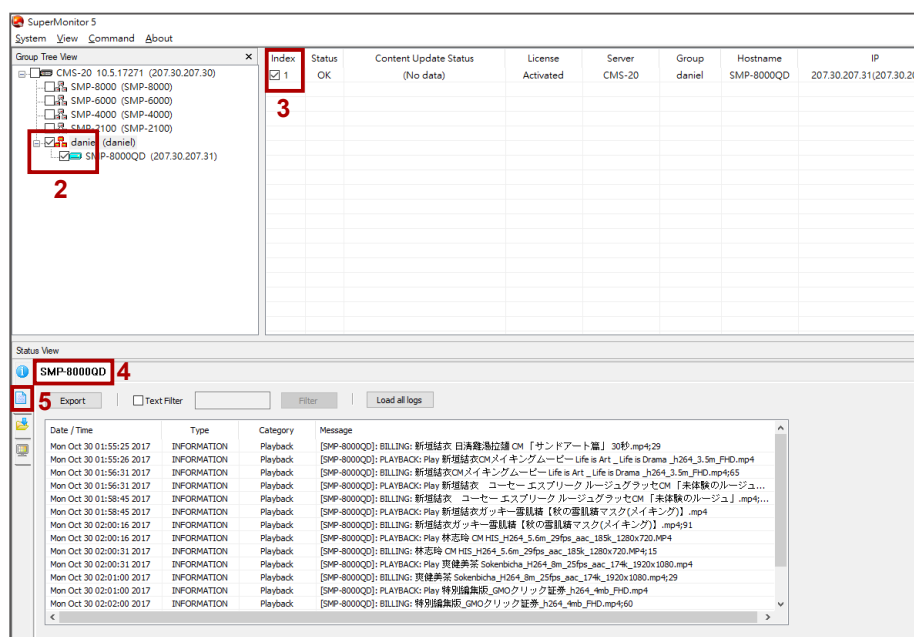 SuperMonitor 5
System View Command About
Group Tree View ×
CMS-20 10.5.17271 (207.30.207.30)
SMP-8000 (SMP-8000)
SMP-6000 (SMP-6000)
SMP-4000 (SMP-4000)
SMP-2100 (SMP-2100)
daniel (daniel)
SMP-8000QD (207.30.207.31)
2
Index Status Content Update Status License Server Group Hostname IP
1 OK (No data) Activated CMS-20 daniel SMP-8000QD 207.30.207.31(207.30.20
3
Status View
SMP-8000QD 4
5 Export Text Filter Filter Load all logs
Date / Time Type Category Message
Mon Oct 30 01:55:25 2017 INFORMATION Playback [SMP-8000QD]: BILLING: 新垣結衣 日清雞湯拉麵 CM 「サンドアート篇」 30秒.mp4;29
Mon Oct 30 01:55:26 2017 INFORMATION Playback [SMP-8000QD]: PLAYBACK: Play 新垣結衣CMメイキングムービー Life is Art _ Life is Drama _h264_3.5m_FHD.mp4
Mon Oct 30 01:56:31 2017 INFORMATION Playback [SMP-8000QD]: BILLING: 新垣結衣CMメイキングムービー Life is Art _ Life is Drama _h264_3.5m_FHD.mp4;65
Mon Oct 30 01:56:31 2017 INFORMATION Playback [SMP-8000QD]: PLAYBACK: Play 新垣結衣 コーセー エスプリーク ルージュグラッセCM 「未体験のルージュ...
Mon Oct 30 01:58:45 2017 INFORMATION Playback [SMP-8000QD]: BILLING: 新垣結衣 コーセー エスプリーク ルージュグラッセCM 「未体験のルージュ」.mp4;...
Mon Oct 30 01:58:45 2017 INFORMATION Playback [SMP-8000QD]: PLAYBACK: Play 新垣結衣ガッキー雪肌精【秋の雪肌精マスク(メイキング)】.mp4
Mon Oct 30 02:00:16 2017 INFORMATION Playback [SMP-8000QD]: BILLING: 新垣結衣ガッキー雪肌精【秋の雪肌精マスク(メイキング)】.mp4;91
Mon Oct 30 02:00:16 2017 INFORMATION Playback [SMP-8000QD]: PLAYBACK: Play 林志玲 CM HIS_H264_5.6m_29fps_aac_185k_1280x720.MP4
Mon Oct 30 02:00:31 2017 INFORMATION Playback [SMP-8000QD]: BILLING: 林志玲 CM HIS_H264_5.6m_29fps_aac_185k_1280x720.MP4;15
Mon Oct 30 02:00:31 2017 INFORMATION Playback [SMP-8000QD]: PLAYBACK: Play 爽健美茶 Sokenbicha_H264_8m_25fps_aac_174k_1920x1080.mp4
Mon Oct 30 02:01:00 2017 INFORMATION Playback [SMP-8000QD]: BILLING: 爽健美茶 Sokenbicha_H264_8m_25fps_aac_174k_1920x1080.mp4;29
Mon Oct 30 02:01:00 2017 INFORMATION Playback [SMP-8000QD]: PLAYBACK: Play 特別編集版_GMOクリック証券_h264_4mb_FHD.mp4
Mon Oct 30 02:02:00 2017 INFORMATION Playback [SMP-8000QD]: BILLING: 特別編集版_GMOクリック証券_h264_4mb_FHD.mp4;60